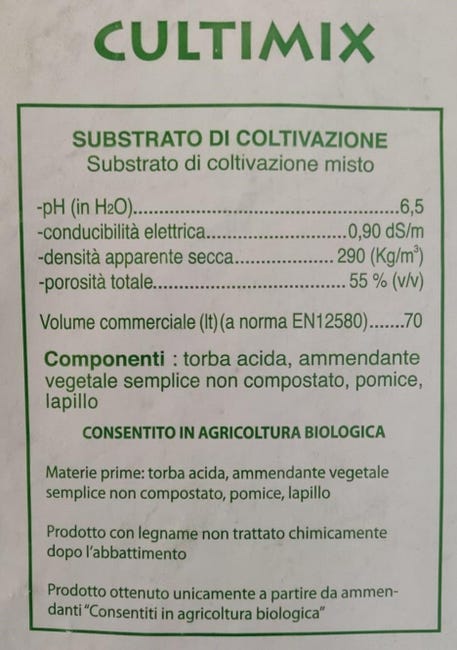 CULTIMIX
SUBSTRATO DI COLTIVAZIONE
Substrato di coltivazione misto
-pH (in H2O)..............................................6,5
-conducibilità elettrica........................0,90 dS/m
-densità apparente secca................. 290 (Kg/m³)
-porosità totale.................................. 55 % (v/v)
Volume commerciale (lt)(a norma EN12580).......70
Componenti : torba acida, ammendante
vegetale semplice non compostato, pomice,
lapillo
CONSENTITO IN AGRICOLTURA BIOLOGICA
Materie prime: torba acida, ammendante vegetale
semplice non compostato, pomice, lapillo
Prodotto con legname non trattato chimicamente
dopo l'abbattimento
Prodotto ottenuto unicamente a partire da ammen-
danti "Consentiti in agricoltura biologica"